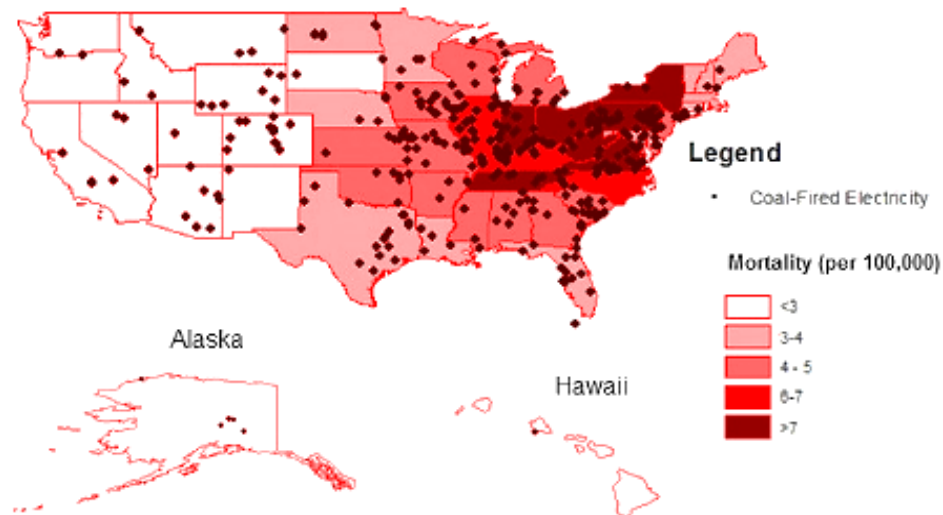 Legend
Coal-Fired Electricity
Mortality (per 100,000)
<3
3-4
4 - 5
6-7
>7
Alaska
Hawaii